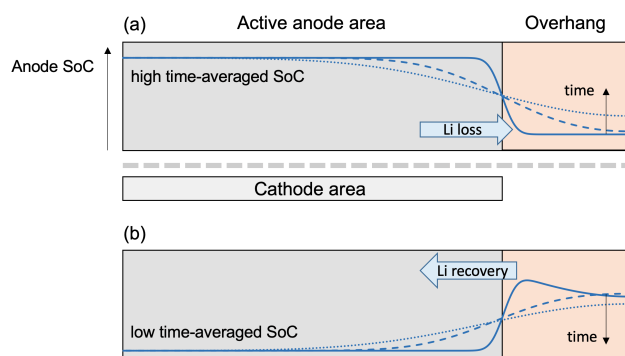 (a) Active anode area Overhang
Anode SoC
high time-averaged SoC
time
Li loss
Cathode area
(b)
Li recovery
low time-averaged SoC
time